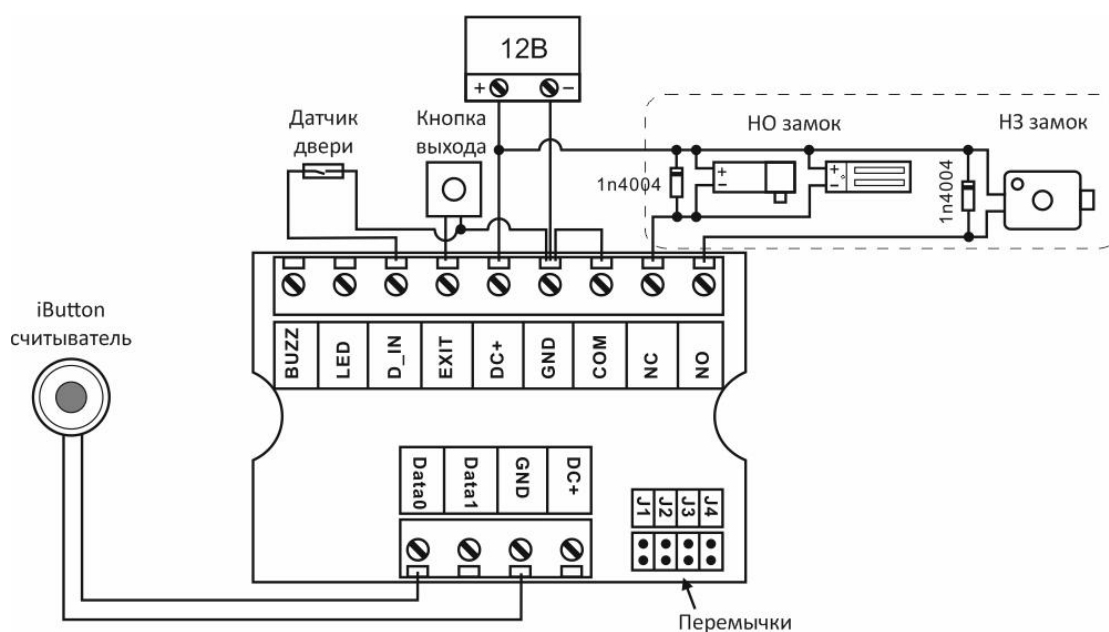 12В
+ −
Датчик
двери
Кнопка
выхода
НО замок
НЗ замок
1n4004
+
−
+
−
1n4004
iButton
считыватель
BUZZ
LED
D_IN
EXIT
DC+
GND
COM
NC
NO
Data0
Data1
GND
DC+
J1
J2
J3
J4
Перемычки